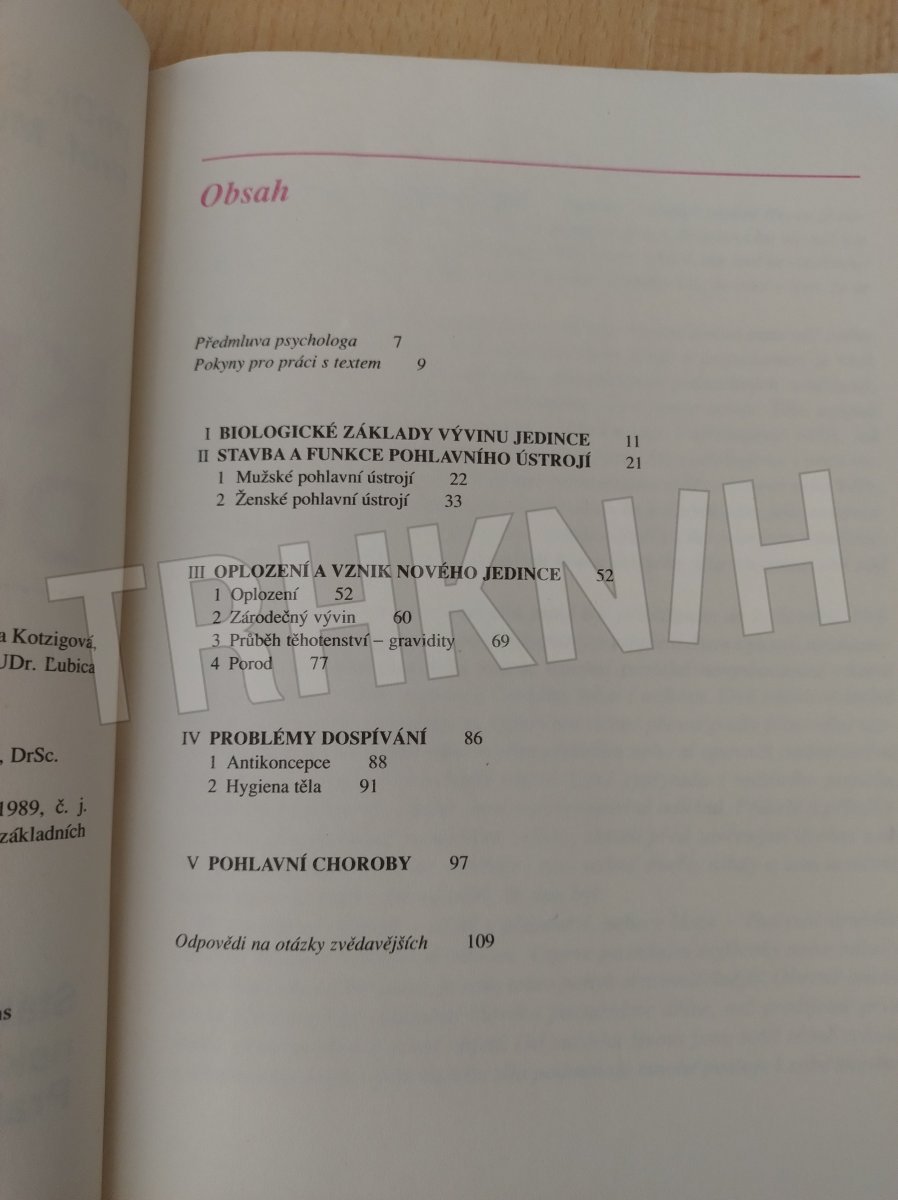 a Kotzigová,
UDr. Ľubica
, DrSc.
1989, č. j.
základních
as
Obsah
Předmluva psychologa 7
Pokyny pro práci s textem 9
I BIOLOGICKÉ ZÁKLADY VÝVINU JEDINCE 11
II STAVBA A FUNKCE POHLAVNÍHO ÚSTROJÍ 21
1 Mužské pohlavní ústrojí 22
2 Ženské pohlavní ústrojí 33
III OPLOZENÍ A VZNIK NOVÉHO JEDINCE 52
1 Oplození 52
2 Zárodečný vývin 60
3 Průběh těhotenství – gravidity 69
4 Porod 77
IV PROBLÉMY DOSPÍVÁNÍ 86
1 Antikoncepce 88
2 Hygiena těla 91
V POHLAVNÍ CHOROBY 97
Odpovědi na otázky zvědavějších 109
TRHKNIH